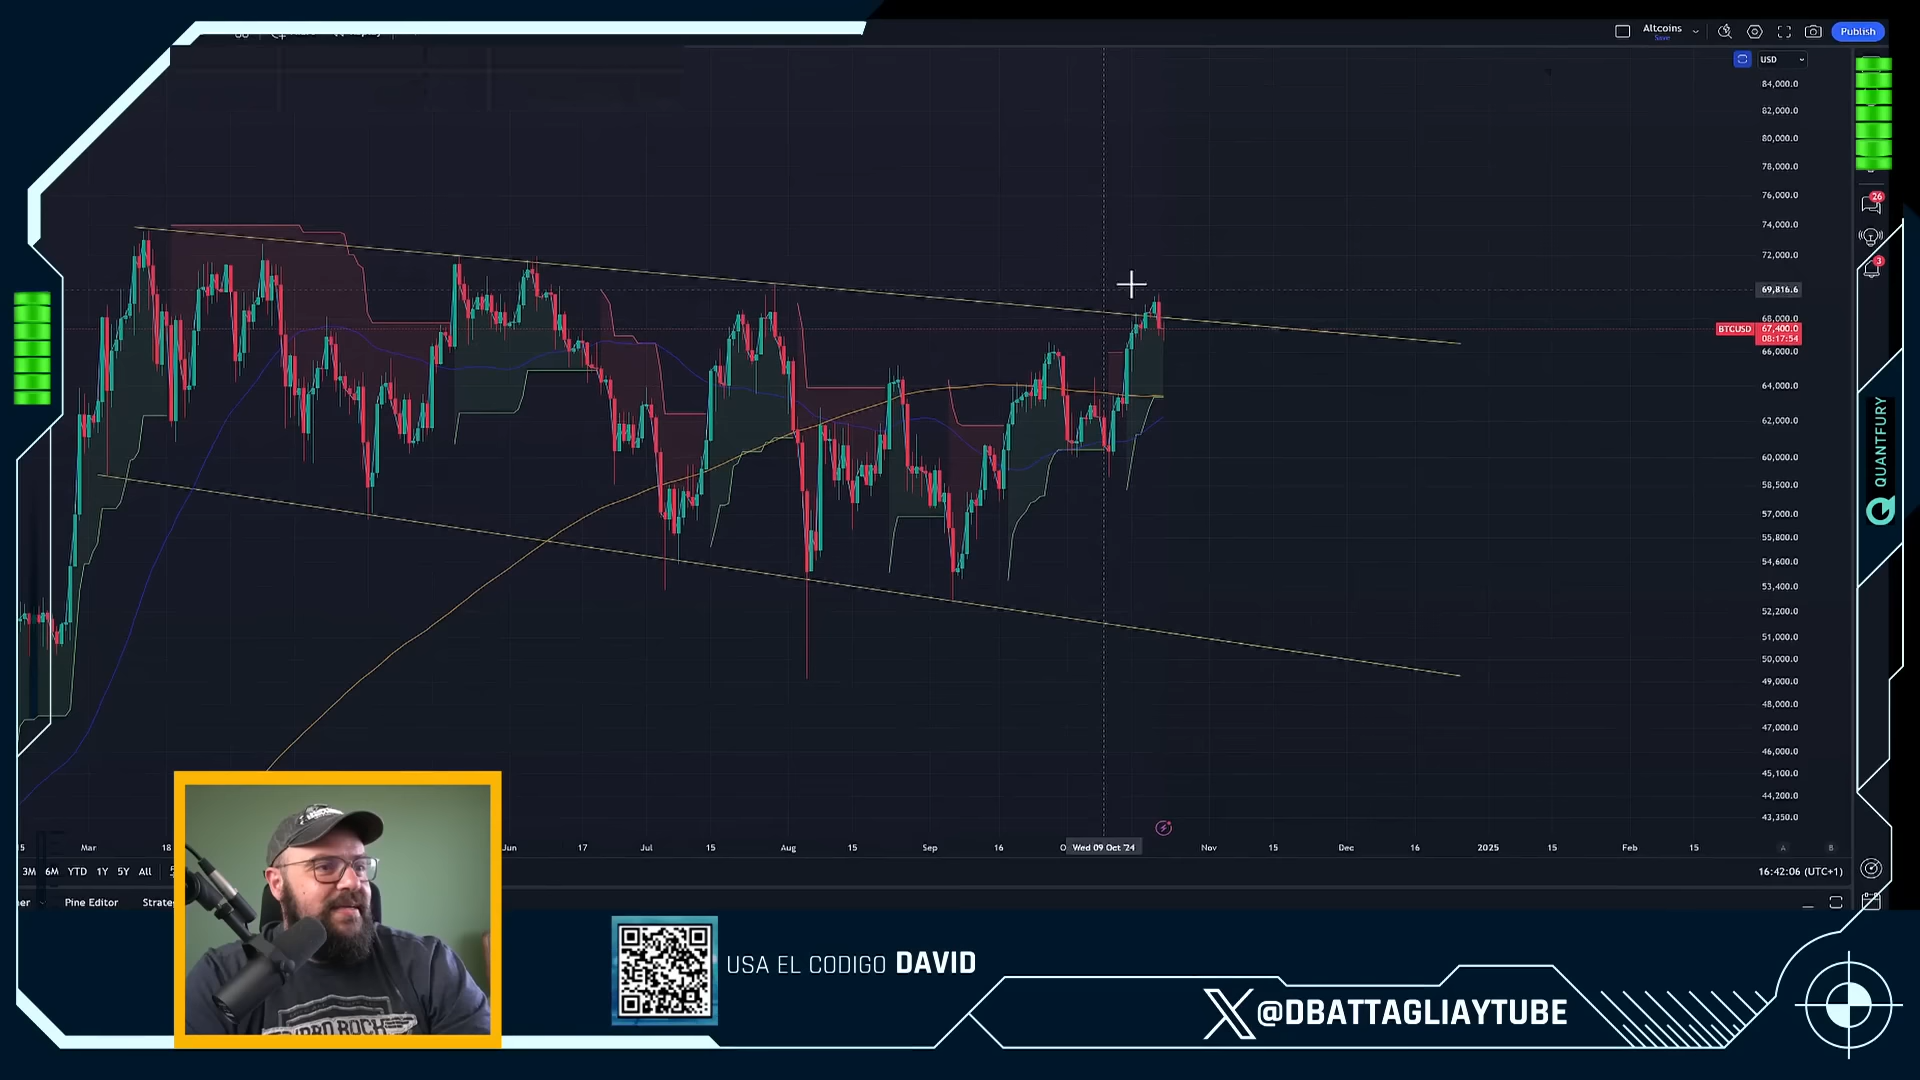 Altcoins
Save
Publish
USD
84,000.0
82,000.0
80,000.0
78,000.0
76,000.0
74,000.0
72,000.0
69,816.6
68,000.0
BTCUSD 67,400.0
08:17:54
66,000.0
64,000.0
62,000.0
60,000.0
58,500.0
57,000.0
55,800.0
54,600.0
53,400.0
52,200.0
51,000.0
50,000.0
49,000.0
48,000.0
47,000.0
46,000.0
45,100.0
44,200.0
43,350.0
26
3
QUANTFURY
15 Mar 18 Jun 17 Jul 15 Aug 15 Sep 16 Wed 09 Oct '24 Nov 15 Dec 16 2025 15 Feb 15 A
3M 6M YTD 1Y 5Y All
16:42:06 (UTC+1)
Pine Editor
USA EL CODIGO DAVID
X @DBATTAGLIAYTUBE